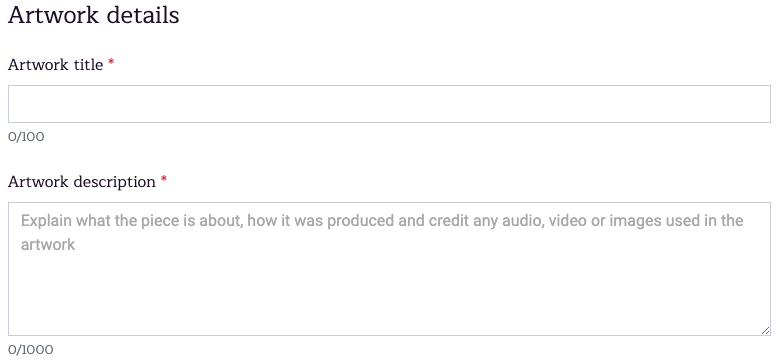 Artwork details
Artwork title *
0/100
Artwork description *
Explain what the piece is about, how it was produced and credit any audio, video or images used in the
artwork
0/1000